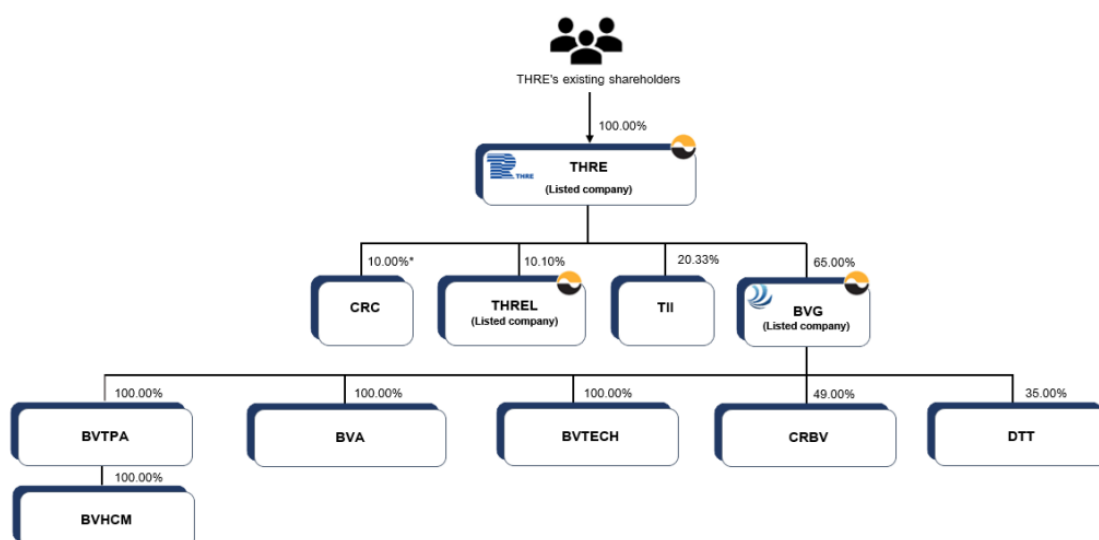 THRE's existing shareholders
100.00%
THRE
THRE
(Listed company)
10.00%*
10.10%
20.33%
65.00%
CRC
THREL
(Listed company)
TII
BVG
(Listed company)
100.00%
100.00%
100.00%
49.00%
35.00%
BVTPA
BVA
BVTECH
CRBV
DTT
100.00%
BVHCM